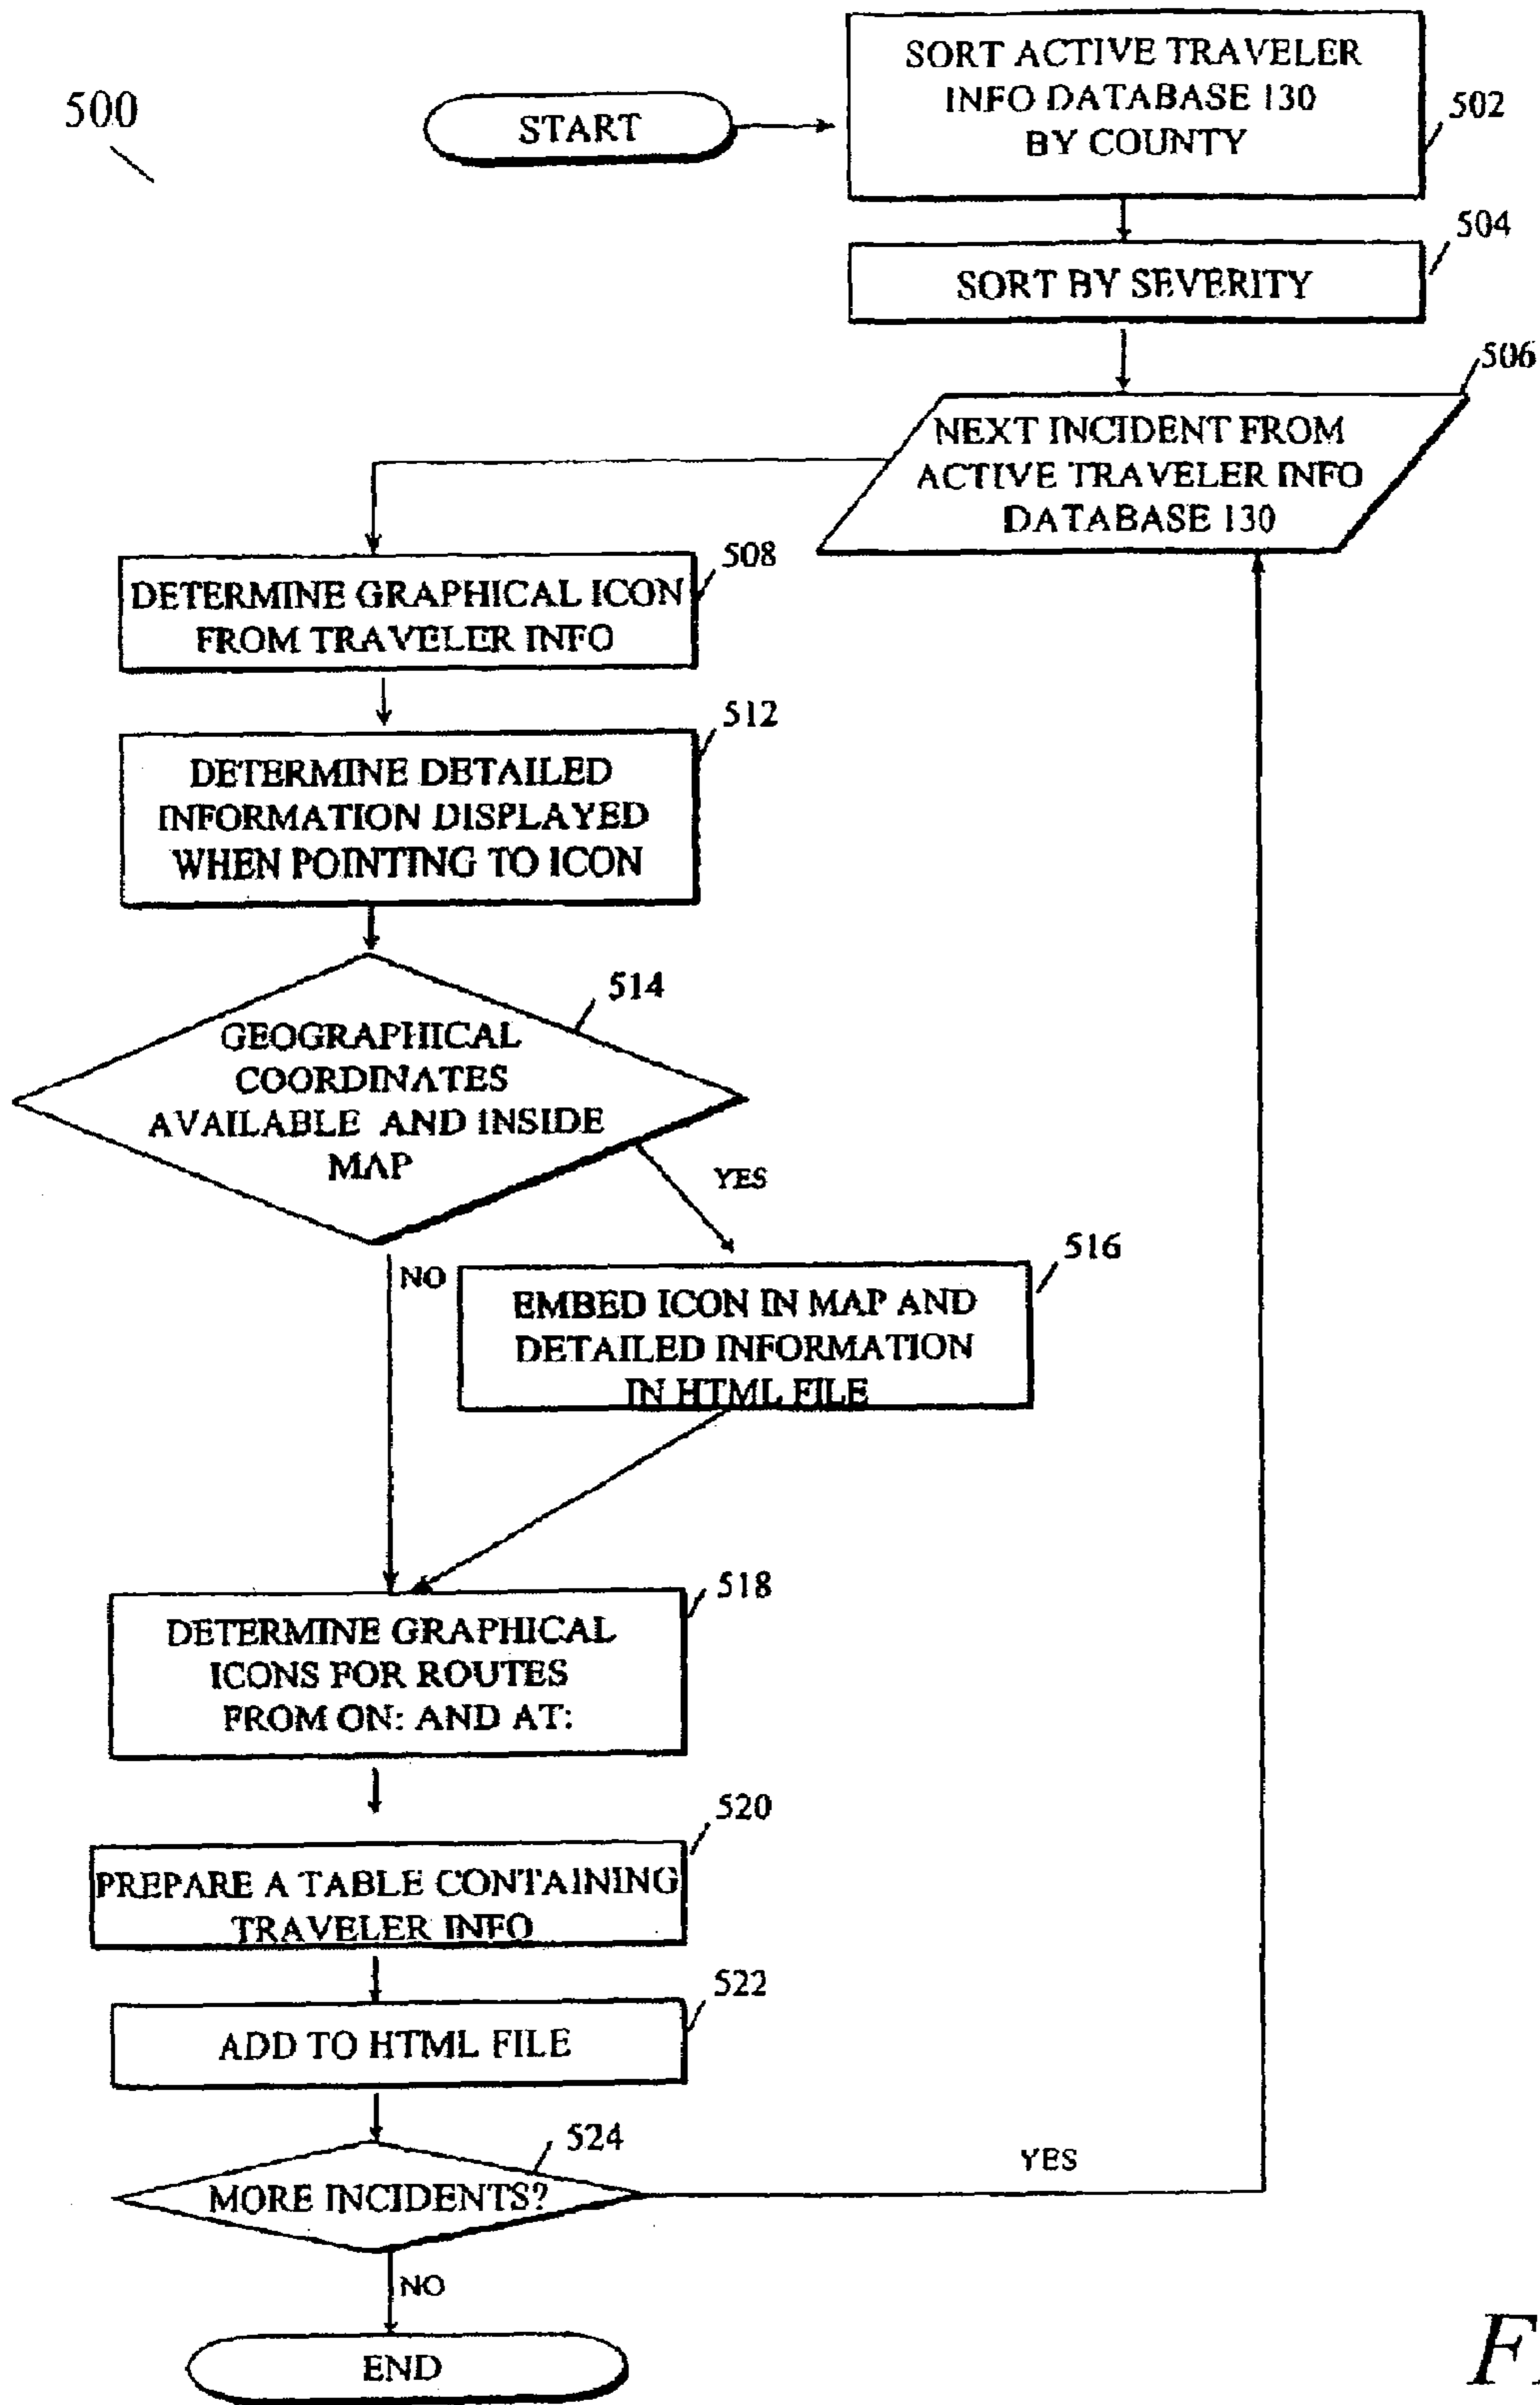 500
START
SORT ACTIVE TRAVELER
INFO DATABASE 130
BY COUNTY
502
SORT BY SEVERITY
504
NEXT INCIDENT FROM
ACTIVE TRAVELER INFO
DATABASE 130
506
DETERMINE GRAPHICAL ICON
FROM TRAVELER INFO
508
DETERMINE DETAILED
INFORMATION DISPLAYED
WHEN POINTING TO ICON
512
GEOGRAPHICAL
COORDINATES
AVAILABLE AND INSIDE
MAP
514
YES
NO
EMBED ICON IN MAP AND
DETAILED INFORMATION
IN HTML FILE
516
DETERMINE GRAPHICAL
ICONS FOR ROUTES
FROM ON: AND AT:
518
PREPARE A TABLE CONTAINING
TRAVELER INFO
520
ADD TO HTML FILE
522
MORE INCIDENTS?
524
YES
NO
END